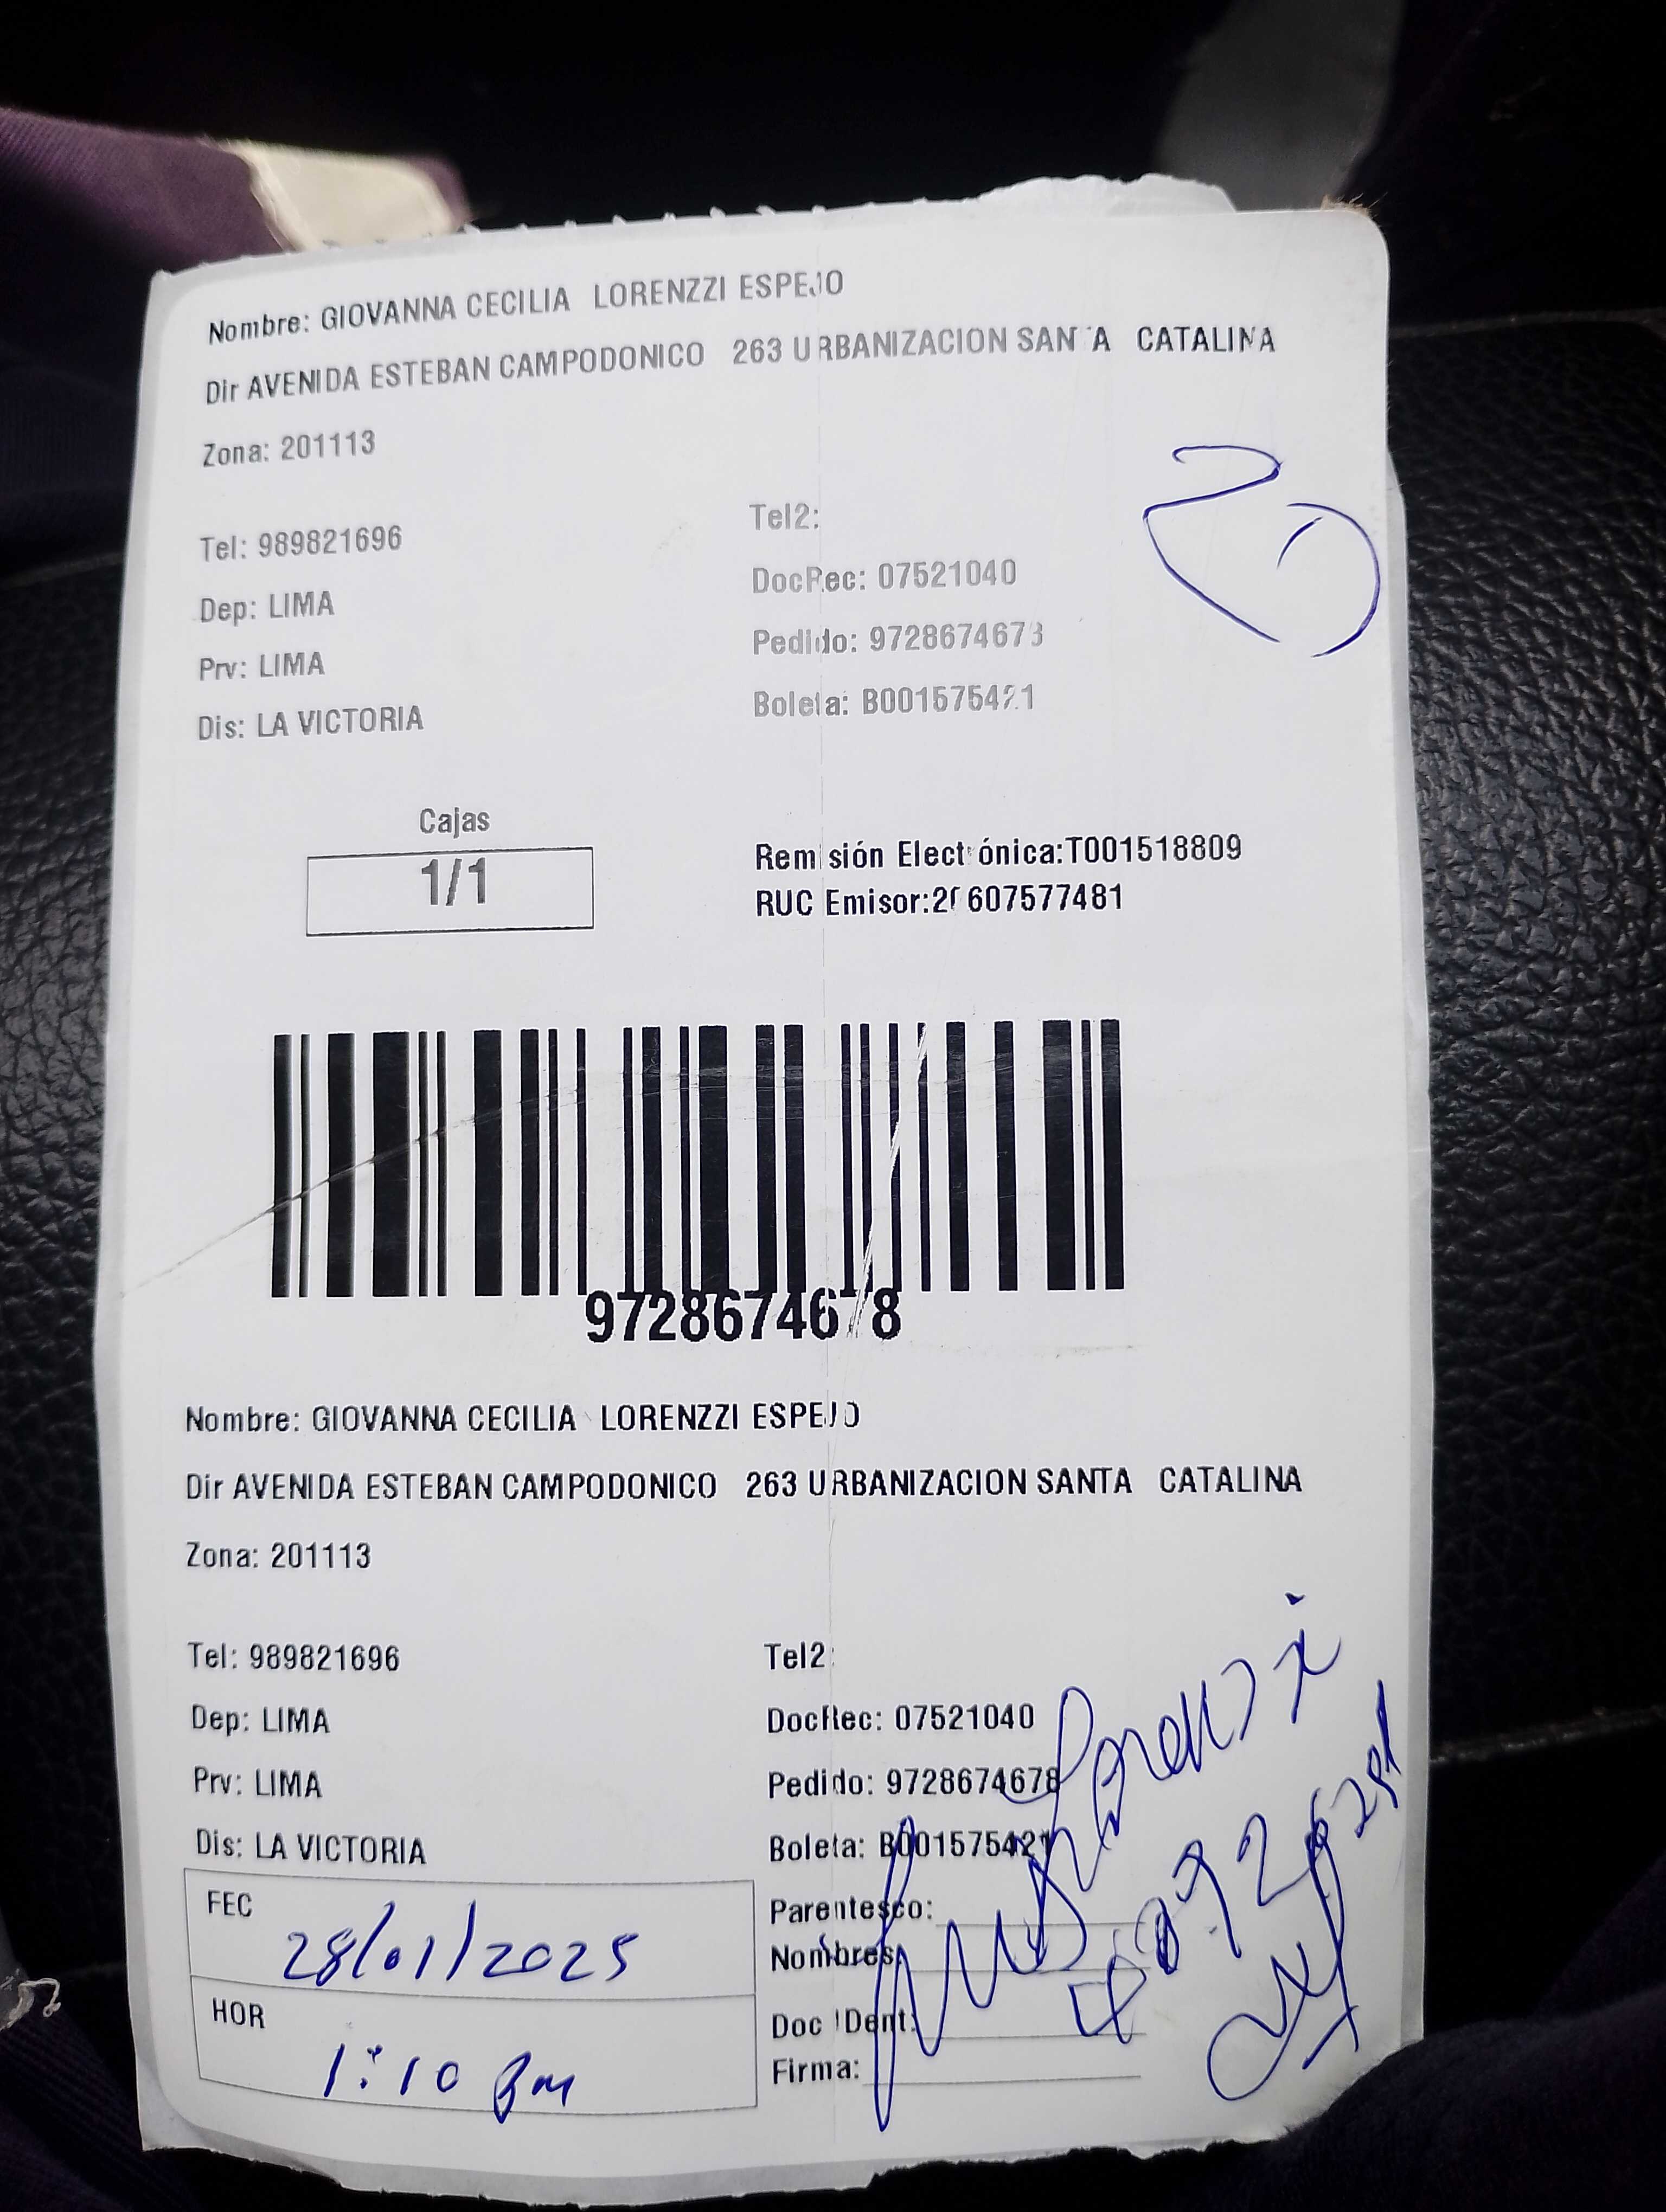 Nombre: GIOVANNA CECILIA LORENZZI ESPEJO
Dir AVENIDA ESTEBAN CAMPODONICO 263 URBANIZACION SANTA CATALINA
Zona: 201113
Tel: 989821696
Tel2:
Dep: LIMA
DocRec: 07521040
Prv: LIMA
Pedido: 9728674678
Dis: LA VICTORIA
Boleta: B001575421
Cajas
1/1
Remisión Electrónica:T001518809
RUC Emisor:20607577481
9728674678
Nombre: GIOVANNA CECILIA LORENZZI ESPEJO
Dir AVENIDA ESTEBAN CAMPODONICO 263 URBANIZACION SANTA CATALINA
Zona: 201113
Tel: 989821696
Tel2:
Dep: LIMA
DocRec: 07521040
Prv: LIMA
Pedido: 9728674678
Dis: LA VICTORIA
Boleta: B001575421
FEC
28/01/2025
Parentesco:
Nombres:
HOR
1:10 pm
Doc IDent:
Firma: